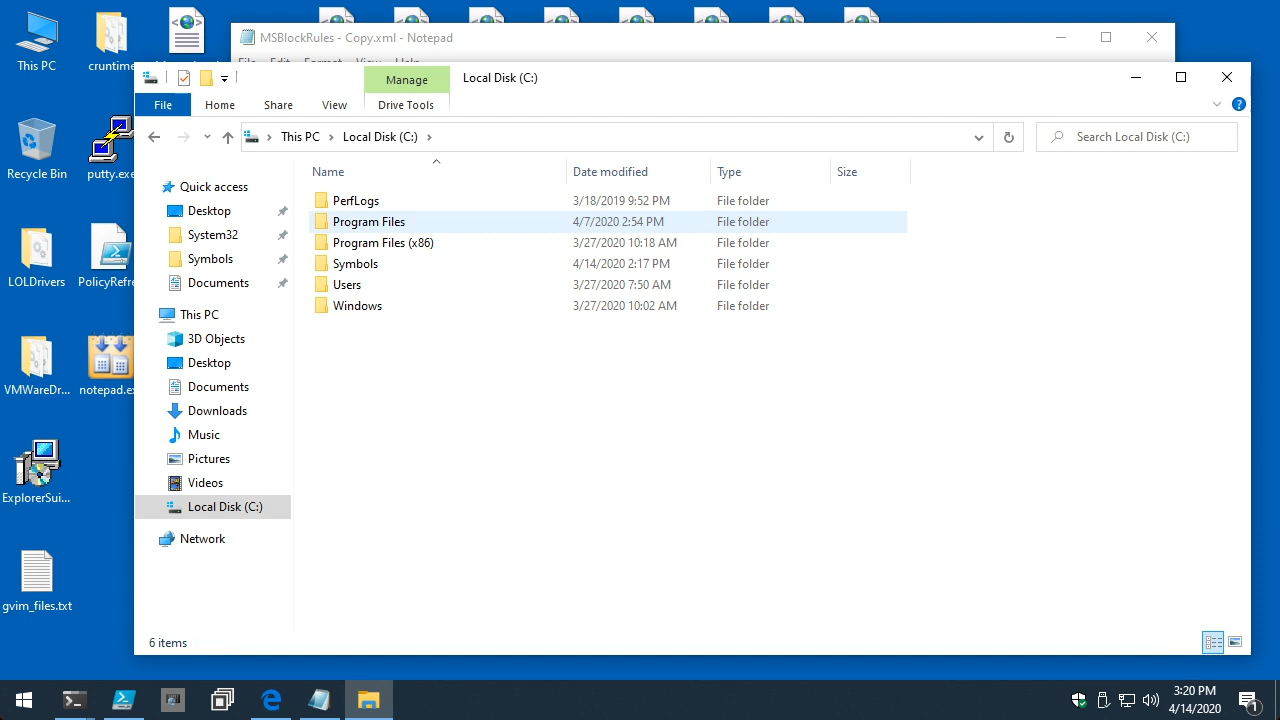 This PC
cruntime
Recycle Bin
putty.exe
LOLDrivers
PolicyRefre
VMWareDr...
notepad.ex
ExplorerSui...
gvim_files.txt
MSBlockRules - Copy.xml - Notepad
File Edit Format View Help
Manage
Local Disk (C:)
File
Home
Share
View
Drive Tools
This PC
Local Disk (C:)
Search Local Disk (C:)
Quick access
Desktop
System32
Symbols
Documents
This PC
3D Objects
Desktop
Documents
Downloads
Music
Pictures
Videos
Local Disk (C:)
Network
Name Date modified Type Size
PerfLogs 3/18/2019 9:52 PM File folder
Program Files 4/7/2020 2:54 PM File folder
Program Files (x86) 3/27/2020 10:18 AM File folder
Symbols 4/14/2020 2:17 PM File folder
Users 3/27/2020 7:50 AM File folder
Windows 3/27/2020 10:02 AM File folder
6 items
3:20 PM
4/14/2020
1